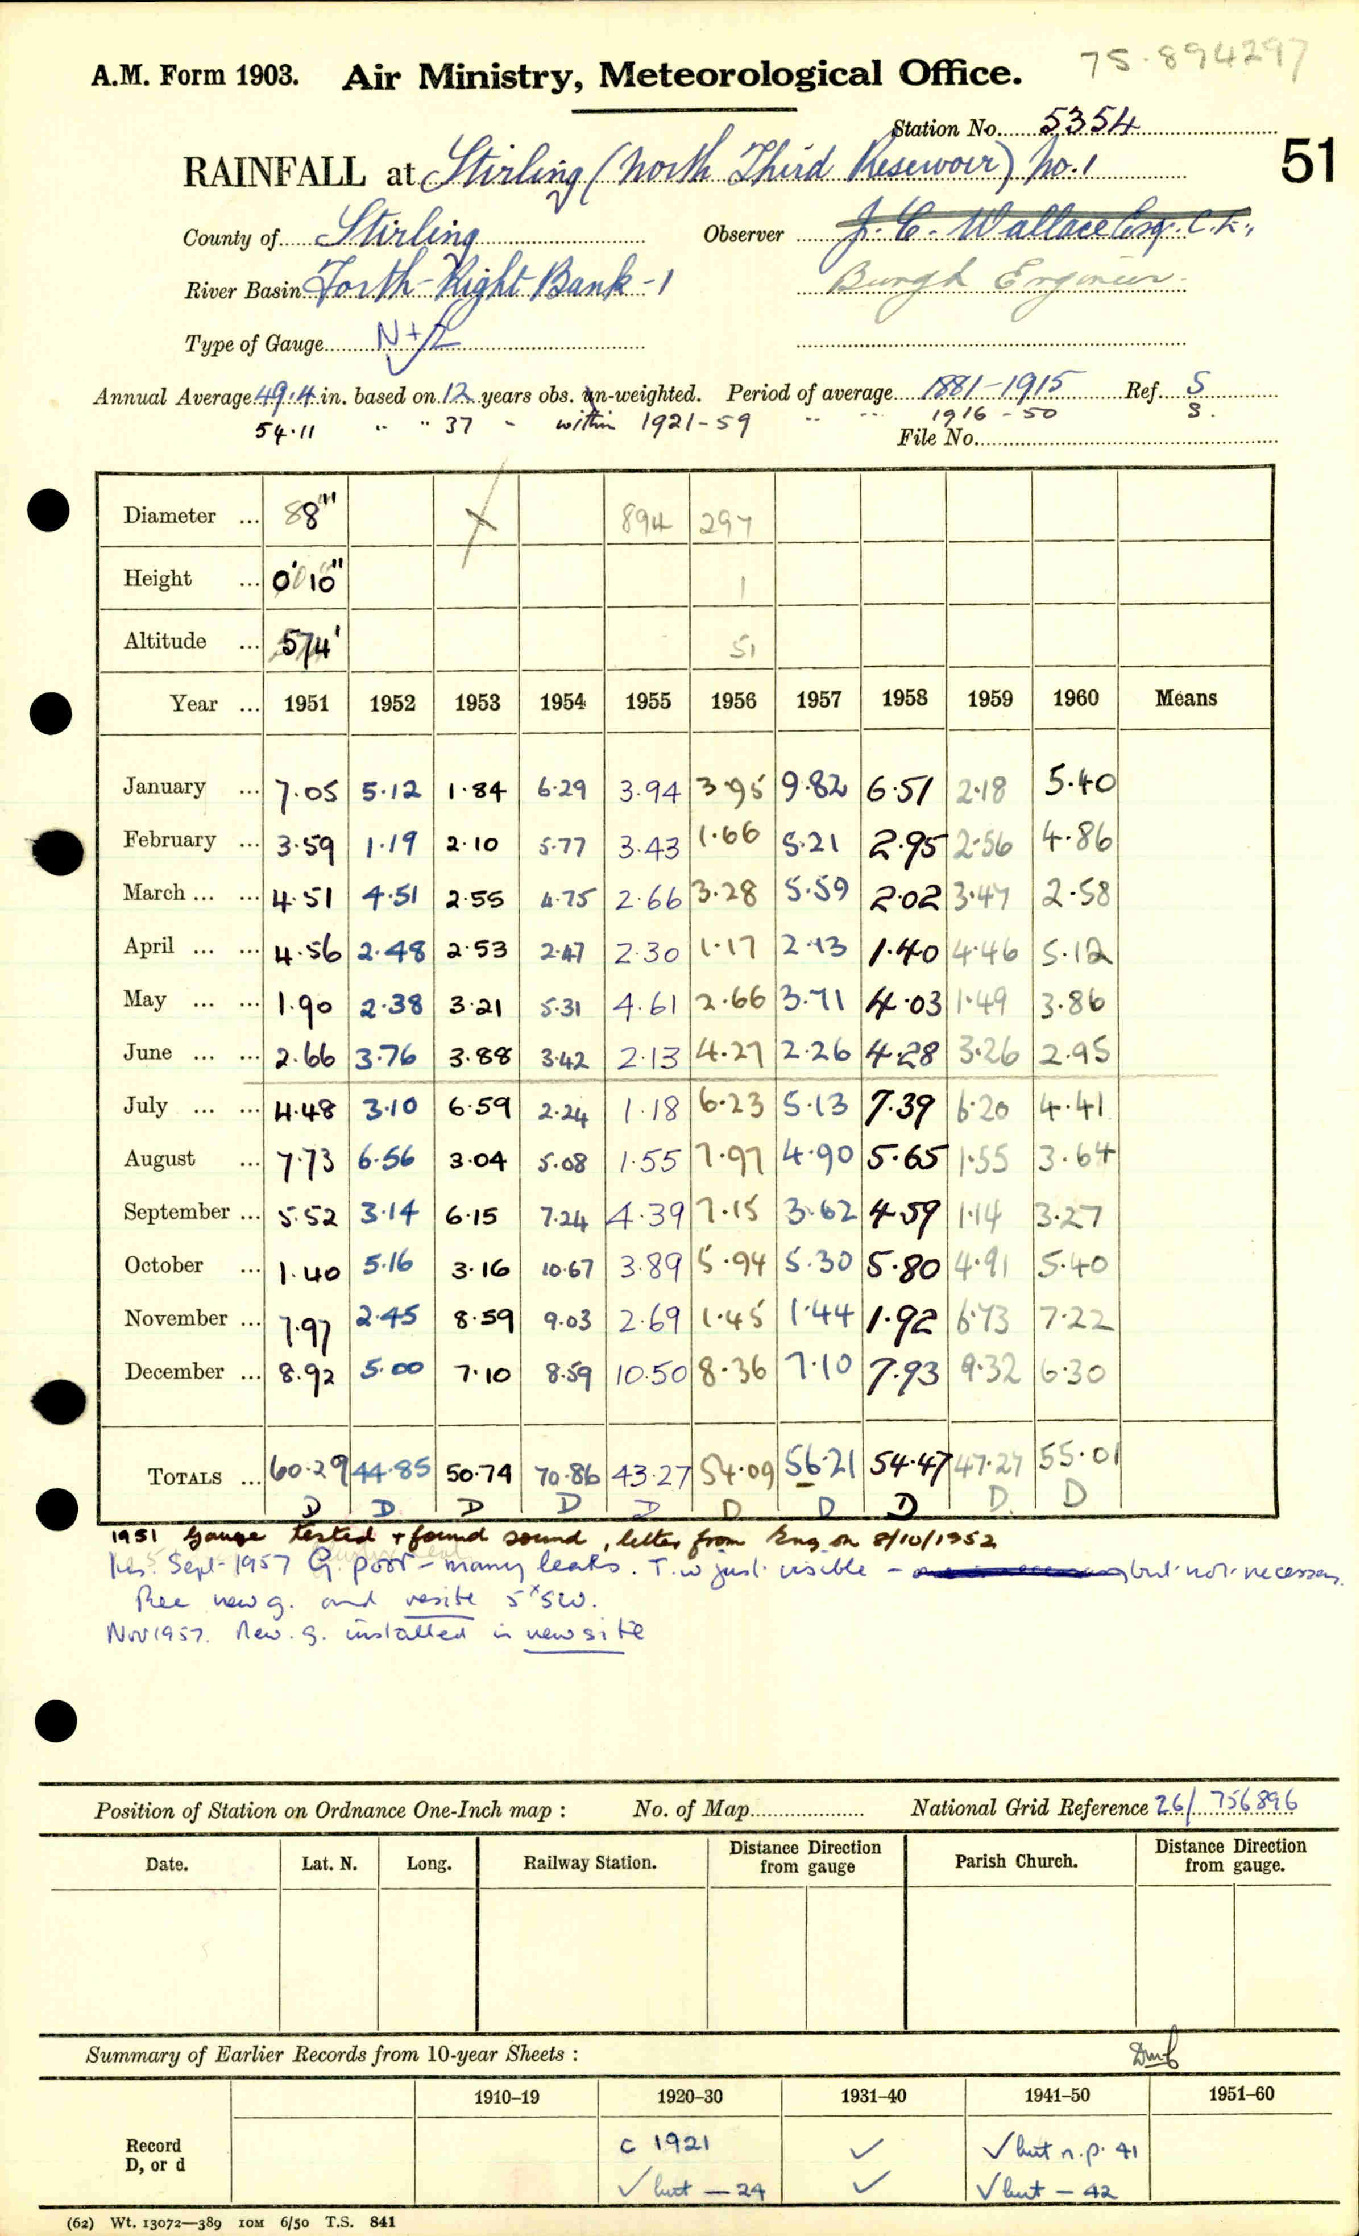 75.894297
A.M. Form 1903. Air Ministry, Meteorological Office.
Station No. 5354
51
RAINFALL at Stirling (North Third Reservoir) No. 1
County of Stirling Observer J. C. Wallace Esq. C.E.,
River Basin Forth-Right Bank-1 Burgh Engineer.
Type of Gauge N+Z
Annual Average 49.4 in. based on 12 years obs. un-weighted. Period of average 1881-1915 Ref. S
54.11 " " 37 " within 1921-59 " " 1916-50 S.
File No.
Diameter ... 8" 894 297
Height ... 0' 10" 1
Altitude ... 574' 51
Year ... 1951 1952 1953 1954 1955 1956 1957 1958 1959 1960 Means
January ... 7.05 5.12 1.84 6.29 3.94 3.95 9.82 6.51 2.18 5.40
February ... 3.59 1.19 2.10 5.77 3.43 1.66 5.21 2.95 2.56 4.86
March ... ... 4.51 4.51 2.55 4.75 2.66 3.28 5.59 2.02 3.47 2.58
April ... ... 4.56 2.48 2.53 2.47 2.30 1.17 2.13 1.40 4.46 5.12
May ... ... 1.90 2.38 3.21 5.31 4.61 2.66 3.71 4.03 1.49 3.86
June ... ... 2.66 3.76 3.88 3.42 2.13 4.27 2.26 4.28 3.26 2.95
July ... ... 4.48 3.10 6.59 2.24 1.18 6.23 5.13 7.39 6.20 4.41
August ... 7.73 6.56 3.04 5.08 1.55 7.97 4.90 5.65 1.55 3.64
September ... 5.52 3.14 6.15 7.24 4.39 7.15 3.62 4.59 1.14 3.27
October ... 1.40 5.16 3.16 10.67 3.89 5.94 5.30 5.80 4.91 5.40
November ... 7.97 2.45 8.59 9.03 2.69 1.45 1.44 1.92 6.73 7.22
December ... 8.92 5.00 7.10 8.59 10.50 8.36 7.10 7.93 9.32 6.30
TOTALS ... 60.29 44.85 50.74 70.86 43.27 54.09 56.21 54.47 47.27 55.01
D D D D D D D D D. D
1951 Gauge tested + found sound, letter from Eng on 8/10/1952
Ins. Sept 1957 G. poor - many leaks. T.w just visible - but not necessary.
Rec new g. and resite 5x SW.
Nov 1957. New. g. installed in new site
Position of Station on Ordnance One-Inch map : No. of Map National Grid Reference 26/ 756896
Date. Lat. N. Long. Railway Station. Distance from gauge Direction Parish Church. Distance from gauge. Direction
Summary of Earlier Records from 10-year Sheets :
1910-19 1920-30 1931-40 1941-50 1951-60
Record C 1921 ✓ ✓ but n.p. 41
D, or d ✓ but - 24 ✓ ✓ but - 42
(62) Wt. 13072—389 10M 6/50 T.S. 841